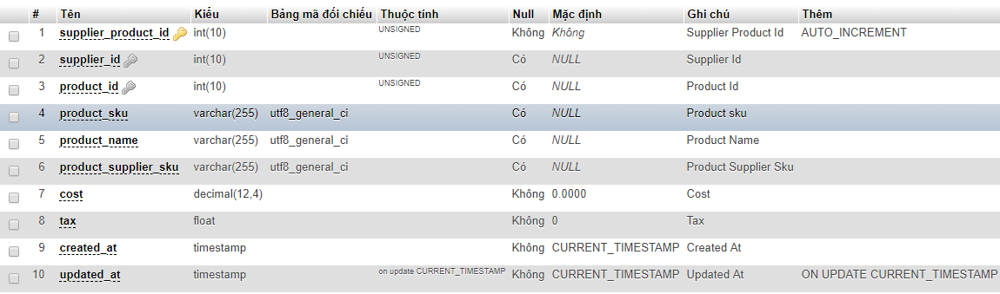 # Tên Kiểu Bảng mã đối chiếu Thuộc tính Null Mặc định Ghi chú Thêm
1 supplier_product_id int(10) UNSIGNED Không Không Supplier Product Id AUTO_INCREMENT
2 supplier_id int(10) UNSIGNED Có NULL Supplier Id
3 product_id int(10) UNSIGNED Có NULL Product Id
4 product_sku varchar(255) utf8_general_ci Có NULL Product sku
5 product_name varchar(255) utf8_general_ci Có NULL Product Name
6 product_supplier_sku varchar(255) utf8_general_ci Có NULL Product Supplier Sku
7 cost decimal(12,4) Không 0.0000 Cost
8 tax float Không 0 Tax
9 created_at timestamp Không CURRENT_TIMESTAMP Created At
10 updated_at timestamp on update CURRENT_TIMESTAMP Không CURRENT_TIMESTAMP Updated At ON UPDATE CURRENT_TIMESTAMP